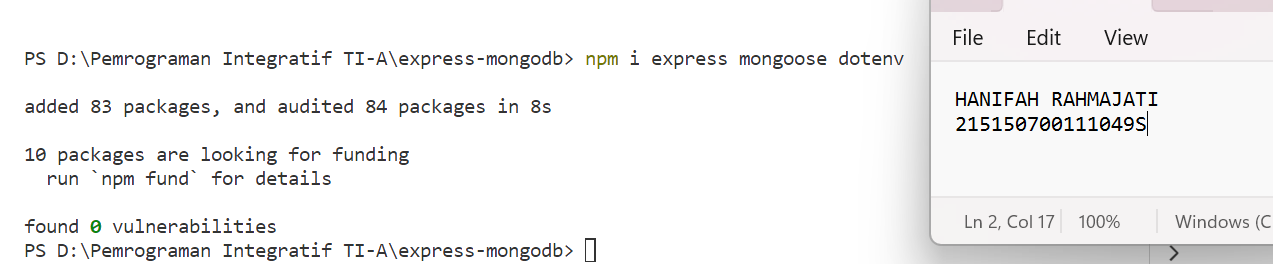 PS D:\Pemrograman Integratif TI-A\express-mongodb> npm i express mongoose dotenv
added 83 packages, and audited 84 packages in 8s
10 packages are looking for funding
  run `npm fund` for details
found 0 vulnerabilities
PS D:\Pemrograman Integratif TI-A\express-mongodb>
File Edit View
HANIFAH RAHMAJATI
215150700111049S
Ln 2, Col 17 100% Windows (C